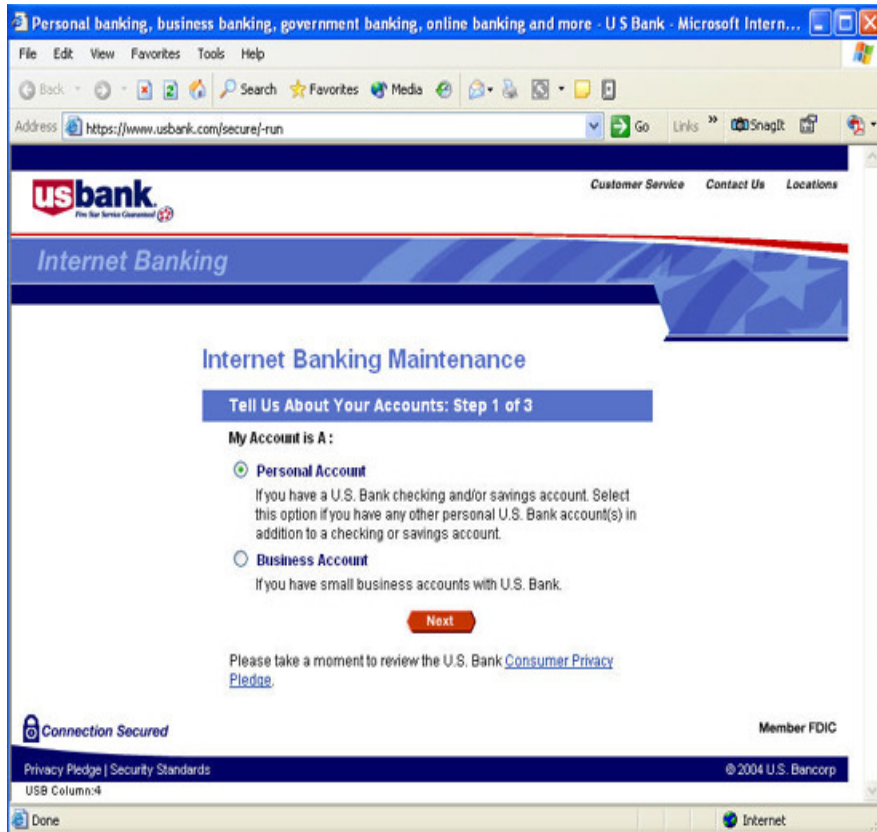 Personal banking, business banking, government banking, online banking and more - U S Bank - Microsoft Intern...
File Edit View Favorites Tools Help
Back Search Favorites Media
Address https://www.usbank.com/secure/-run Go Links » SnagIt
usbank.
Five Star Service Guaranteed
Customer Service Contact Us Locations
Internet Banking
Internet Banking Maintenance
Tell Us About Your Accounts: Step 1 of 3
My Account is A :
Personal Account
If you have a U.S. Bank checking and/or savings account. Select
this option if you have any other personal U.S. Bank account(s) in
addition to a checking or savings account.
Business Account
If you have small business accounts with U.S. Bank.
Next
Please take a moment to review the U.S. Bank Consumer Privacy
Pledge.
Connection Secured
Member FDIC
Privacy Pledge | Security Standards © 2004 U.S. Bancorp
USB Column:4
Done Internet